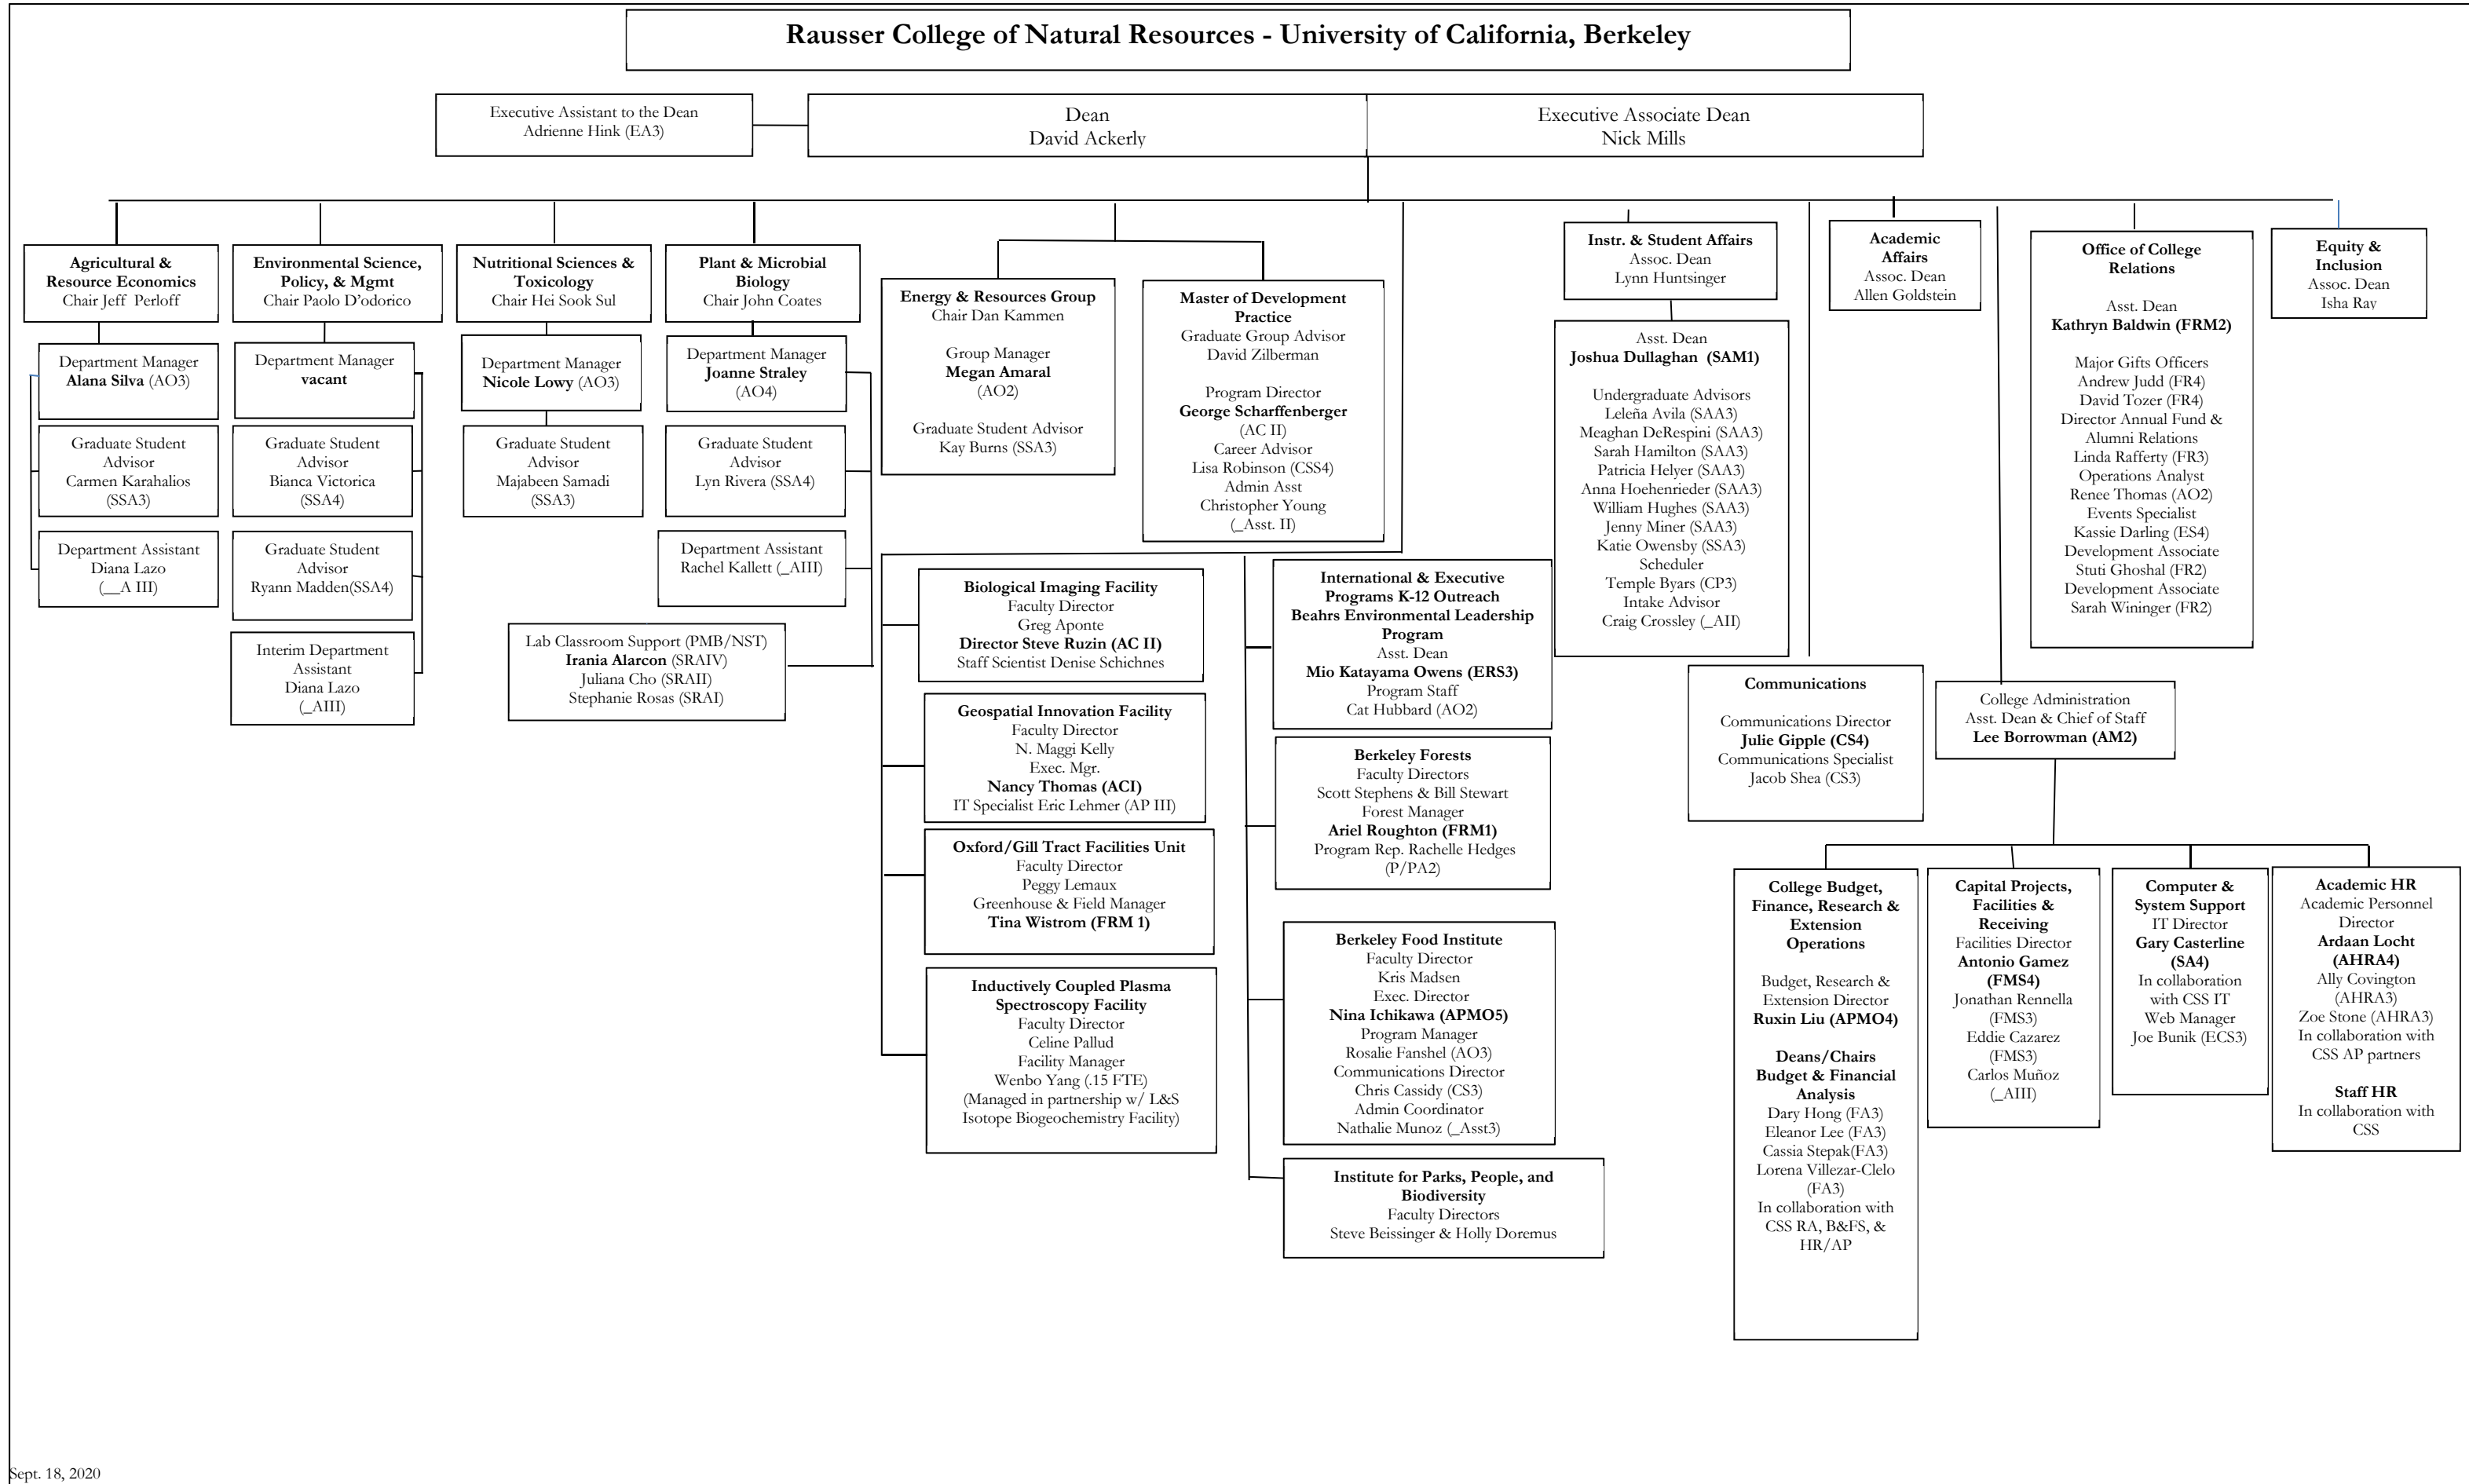 Rausser College of Natural Resources - University of California, Berkeley
Executive Assistant to the Dean
Adrienne Hink (EA3)
Dean
David Ackerly
Executive Associate Dean
Nick Mills
Agricultural &
Resource Economics
Chair Jeff Perloff
Department Manager
Alana Silva (AO3)
Graduate Student
Advisor
Carmen Karahalios
(SSA3)
Department Assistant
Diana Lazo
(__A III)
Environmental Science,
Policy, & Mgmt
Chair Paolo D'odorico
Department Manager
vacant
Graduate Student
Advisor
Bianca Victorica
(SSA4)
Graduate Student
Advisor
Ryann Madden(SSA4)
Interim Department
Assistant
Diana Lazo
(_AIII)
Nutritional Sciences &
Toxicology
Chair Hei Sook Sul
Department Manager
Nicole Lowy (AO3)
Graduate Student
Advisor
Majabeen Samadi
(SSA3)
Plant & Microbial
Biology
Chair John Coates
Department Manager
Joanne Straley
(AO4)
Graduate Student
Advisor
Lyn Rivera (SSA4)
Department Assistant
Rachel Kallett (_AIII)
Lab Classroom Support (PMB/NST)
Irania Alarcon (SRAIV)
Juliana Cho (SRAII)
Stephanie Rosas (SRAI)
Energy & Resources Group
Chair Dan Kammen
Group Manager
Megan Amaral
(AO2)
Graduate Student Advisor
Kay Burns (SSA3)
Master of Development
Practice
Graduate Group Advisor
David Zilberman
Program Director
George Scharffenberger
(AC II)
Career Advisor
Lisa Robinson (CSS4)
Admin Asst
Christopher Young
(_Asst. II)
Biological Imaging Facility
Faculty Director
Greg Aponte
Director Steve Ruzin (AC II)
Staff Scientist Denise Schichnes
Geospatial Innovation Facility
Faculty Director
N. Maggi Kelly
Exec. Mgr.
Nancy Thomas (ACI)
IT Specialist Eric Lehmer (AP III)
Oxford/Gill Tract Facilities Unit
Faculty Director
Peggy Lemaux
Greenhouse & Field Manager
Tina Wistrom (FRM 1)
Inductively Coupled Plasma
Spectroscopy Facility
Faculty Director
Celine Pallud
Facility Manager
Wenbo Yang (.15 FTE)
(Managed in partnership w/ L&S
Isotope Biogeochemistry Facility)
International & Executive
Programs K-12 Outreach
Beahrs Environmental Leadership
Program
Asst. Dean
Mio Katayama Owens (ERS3)
Program Staff
Cat Hubbard (AO2)
Berkeley Forests
Faculty Directors
Scott Stephens & Bill Stewart
Forest Manager
Ariel Roughton (FRM1)
Program Rep. Rachelle Hedges
(P/PA2)
Berkeley Food Institute
Faculty Director
Kris Madsen
Exec. Director
Nina Ichikawa (APMO5)
Program Manager
Rosalie Fanshel (AO3)
Communications Director
Chris Cassidy (CS3)
Admin Coordinator
Nathalie Munoz (_Asst3)
Institute for Parks, People, and
Biodiversity
Faculty Directors
Steve Beissinger & Holly Doremus
Instr. & Student Affairs
Assoc. Dean
Lynn Huntsinger
Asst. Dean
Joshua Dullaghan (SAM1)
Undergraduate Advisors
Leleña Avila (SAA3)
Meaghan DeRespini (SAA3)
Sarah Hamilton (SAA3)
Patricia Helyer (SAA3)
Anna Hoehenrieder (SAA3)
William Hughes (SAA3)
Jenny Miner (SAA3)
Katie Owensby (SSA3)
Scheduler
Temple Byars (CP3)
Intake Advisor
Craig Crossley (_AII)
Communications
Communications Director
Julie Gipple (CS4)
Communications Specialist
Jacob Shea (CS3)
Academic
Affairs
Assoc. Dean
Allen Goldstein
College Administration
Asst. Dean & Chief of Staff
Lee Borrowman (AM2)
Office of College
Relations
Asst. Dean
Kathryn Baldwin (FRM2)
Major Gifts Officers
Andrew Judd (FR4)
David Tozer (FR4)
Director Annual Fund &
Alumni Relations
Linda Rafferty (FR3)
Operations Analyst
Renee Thomas (AO2)
Events Specialist
Kassie Darling (ES4)
Development Associate
Stuti Ghoshal (FR2)
Development Associate
Sarah Wininger (FR2)
Equity &
Inclusion
Assoc. Dean
Isha Ray
College Budget,
Finance, Research &
Extension
Operations
Budget, Research &
Extension Director
Ruxin Liu (APMO4)
Deans/Chairs
Budget & Financial
Analysis
Dary Hong (FA3)
Eleanor Lee (FA3)
Cassia Stepak(FA3)
Lorena Villezar-Clelo
(FA3)
In collaboration with
CSS RA, B&FS, &
HR/AP
Capital Projects,
Facilities &
Receiving
Facilities Director
Antonio Gamez
(FMS4)
Jonathan Rennella
(FMS3)
Eddie Cazarez
(FMS3)
Carlos Muñoz
(_AIII)
Computer &
System Support
IT Director
Gary Casterline
(SA4)
In collaboration
with CSS IT
Web Manager
Joe Bunik (ECS3)
Academic HR
Academic Personnel
Director
Ardaan Locht
(AHRA4)
Ally Covington
(AHRA3)
Zoe Stone (AHRA3)
In collaboration with
CSS AP partners
Staff HR
In collaboration with
CSS
Sept. 18, 2020